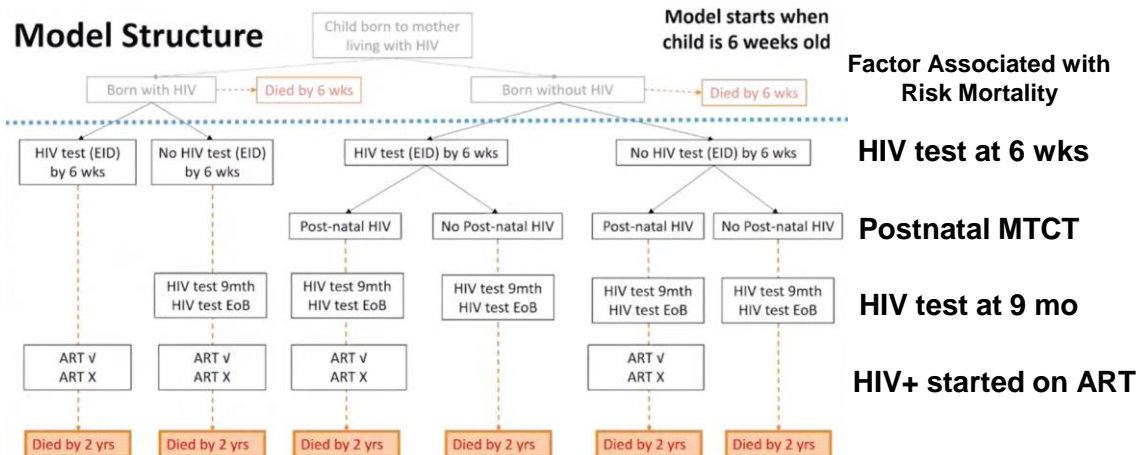 Model Structure
Child born to mother
living with HIV
Model starts when
child is 6 weeks old
Factor Associated with
Risk Mortality
Born with HIV
Died by 6 wks
Born without HIV
Died by 6 wks
HIV test (EID)
by 6 wks
No HIV test (EID)
by 6 wks
HIV test (EID) by 6 wks
No HIV test (EID) by 6 wks
HIV test at 6 wks
Post-natal HIV
No Post-natal HIV
Post-natal HIV
No Post-natal HIV
Postnatal MTCT
HIV test 9mth
HIV test EoB
HIV test 9mth
HIV test EoB
HIV test 9mth
HIV test EoB
HIV test 9mth
HIV test EoB
HIV test 9mth
HIV test EoB
HIV test at 9 mo
ART √
ART X
ART √
ART X
ART √
ART X
ART √
ART X
HIV+ started on ART
Died by 2 yrs
Died by 2 yrs
Died by 2 yrs
Died by 2 yrs
Died by 2 yrs
Died by 2 yrs